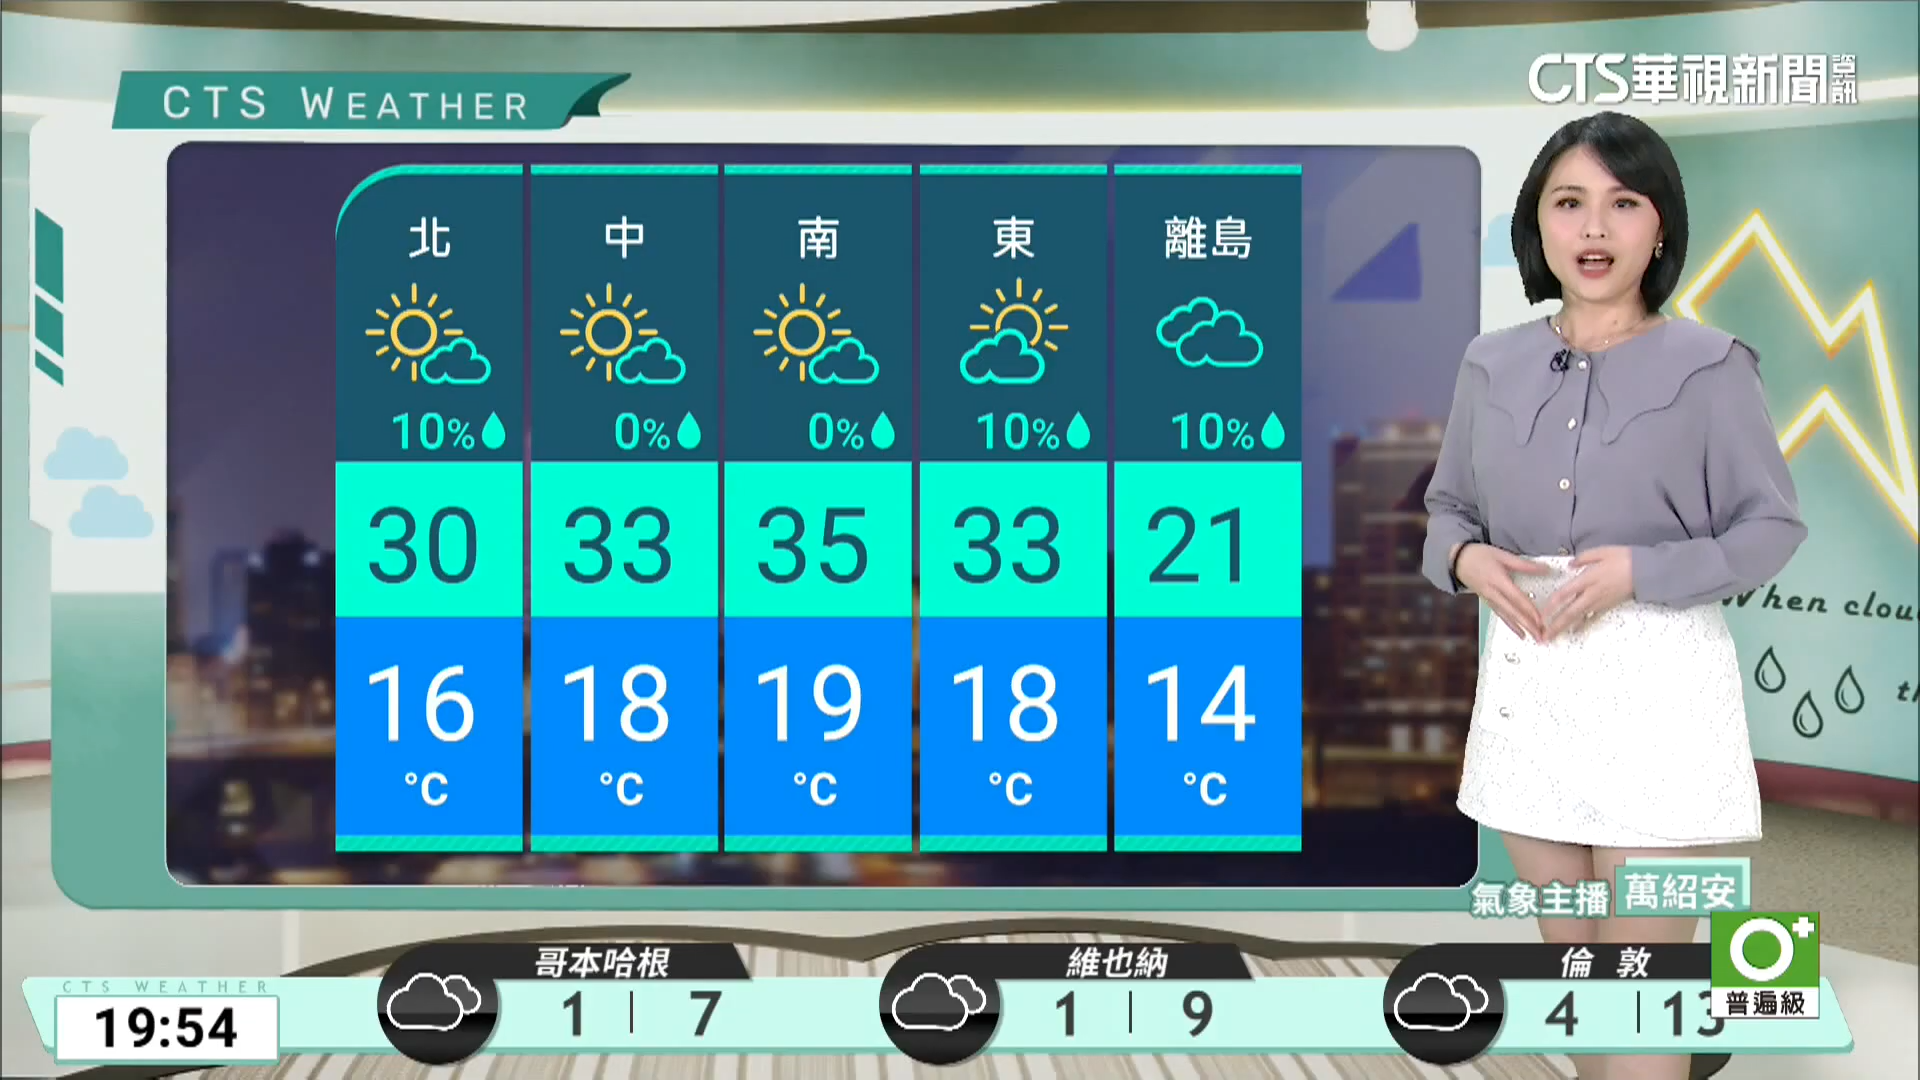 CTS WEATHER
CTS華視新聞資訊
北 中 南 東 離島
10% 0% 0% 10% 10%
30 33 35 33 21
16 18 19 18 14
°C °C °C °C °C
When clou
th
氣象主播 萬紹安
CTS WEATHER
19:54
哥本哈根
1 | 7
維也納
1 | 9
倫敦
4 | 13
普遍級